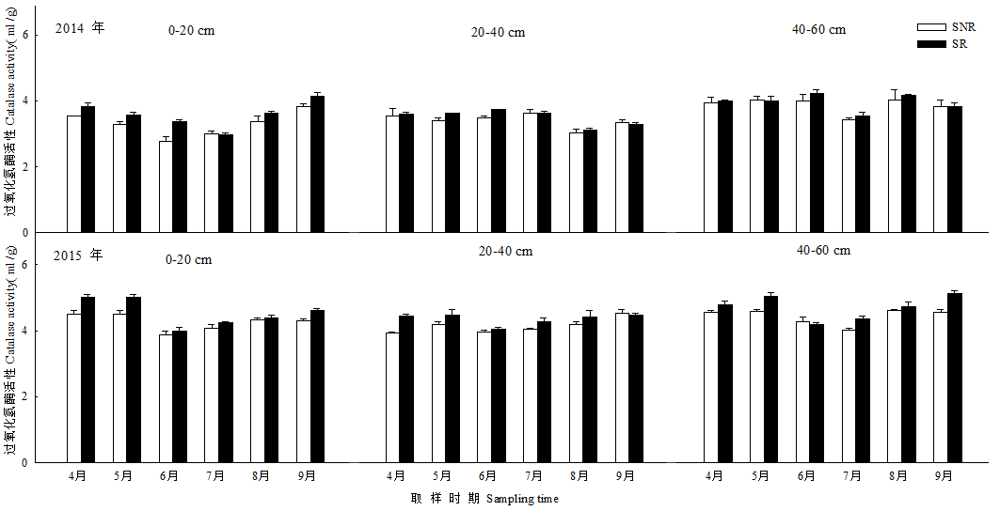 2014 年
0-20 cm
20-40 cm
40-60 cm
SNR
SR
过氧化氢酶活性 Catalase activity( ml /g)
6
4
2
0
2015 年
0-20 cm
20-40 cm
40-60 cm
过氧化氢酶活性 Catalase activity( ml /g)
6
4
2
0
4月 5月 6月 7月 8月 9月 4月 5月 6月 7月 8月 9月 4月 5月 6月 7月 8月 9月
取 样 时 期 Sampling time